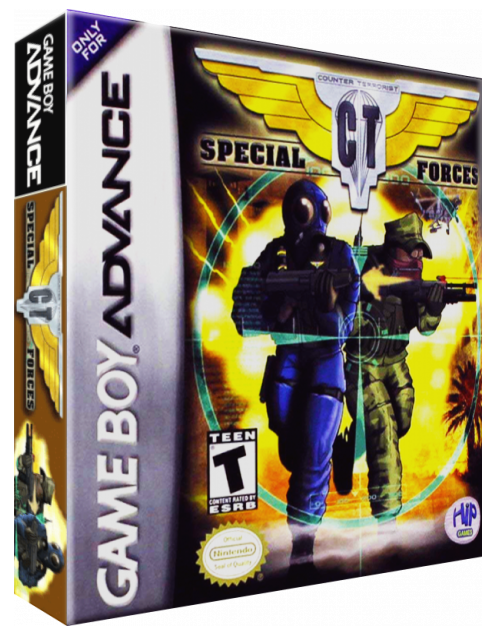 GAME BOY
ADVANCE
SPECIAL
CT
FORCES
ONLY
FOR
GAME BOY ADVANCE
COUNTER TERRORIST
CT
SPECIAL FORCES
TEEN
T
CONTENT RATED BY
ESRB
Official
Nintendo
Seal of Quality
HIP
GAMES